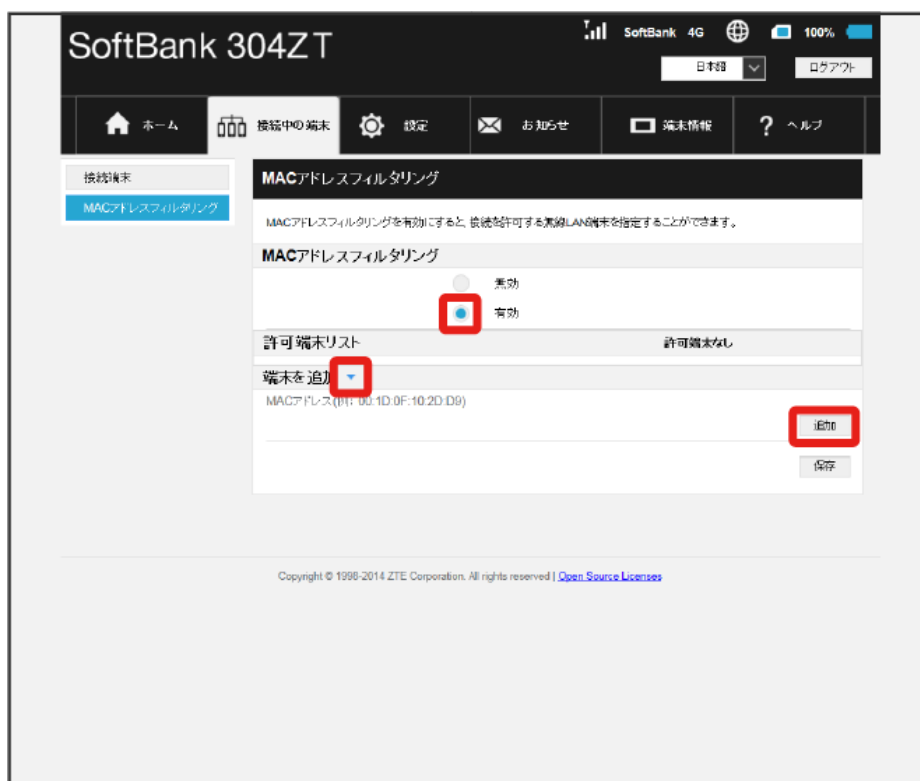 SoftBank 304ZT
SoftBank 4G 100%
日本語 ログアウト
ホーム 接続中の端末 設定 お知らせ 端末情報 ? ヘルプ
接続端末
MACアドレスフィルタリング
MACアドレスフィルタリング
MACアドレスフィルタリングを有効にすると, 接続を許可する無線LAN端末を指定することができます。
MACアドレスフィルタリング
無効
有効
許可端末リスト 許可端末なし
端末を追加
MACアドレス(例: 00:1D:0F:10:2D:D9)
追加
保存
Copyright © 1998-2014 ZTE Corporation. All rights reserved | Open Source Licenses